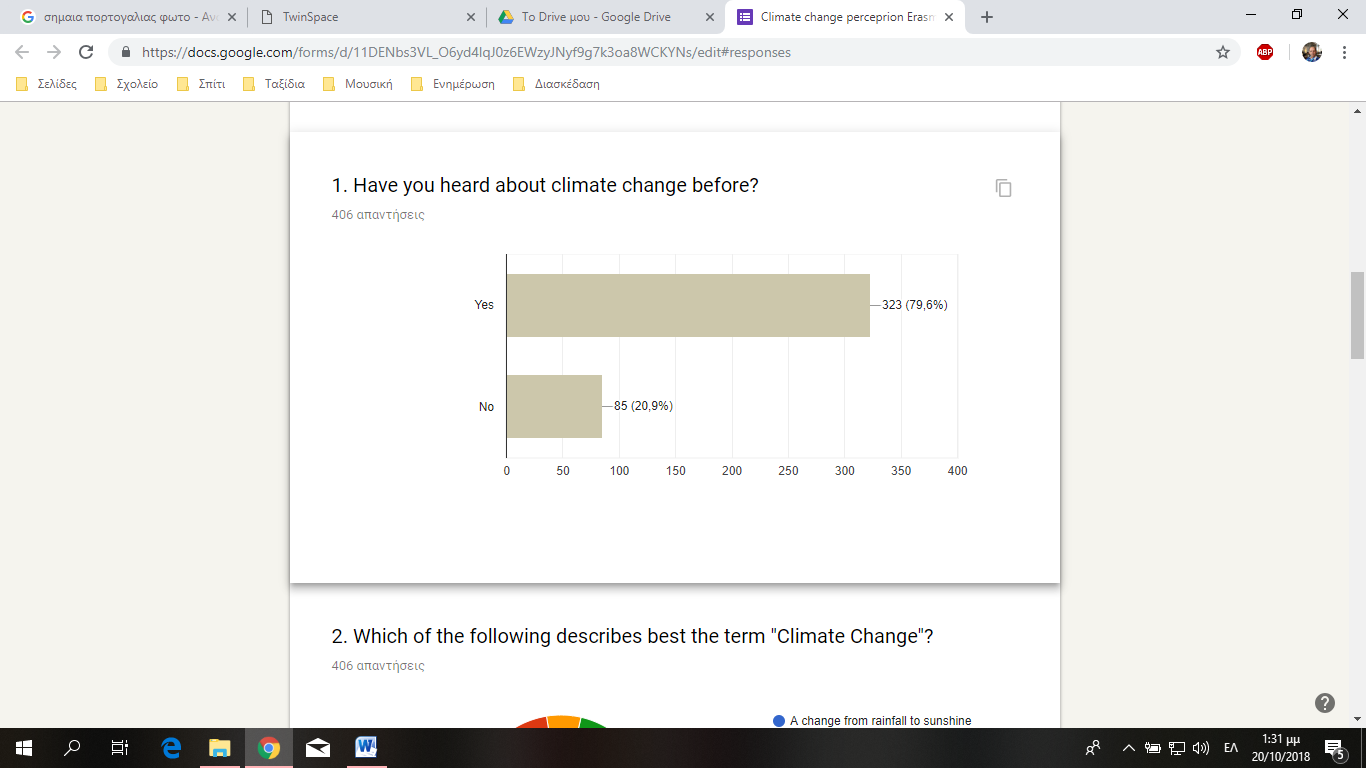 σημαια πορτογαλιας φωτο - Αν
TwinSpace
Το Drive μου - Google Drive
Climate change perceprion Erasm
https://docs.google.com/forms/d/11DENbs3VL_O6yd4lqJ0z6EWzyJNyf9g7k3oa8WCKYNs/edit#responses
ABP
Σελίδες
Σχολείο
Σπίτι
Ταξίδια
Μουσική
Ενημέρωση
Διασκέδαση
1. Have you heard about climate change before?
406 απαντήσεις
Yes
323 (79,6%)
No
85 (20,9%)
0 50 100 150 200 250 300 350 400
2. Which of the following describes best the term "Climate Change"?
406 απαντήσεις
A change from rainfall to sunshine
ΕΛ
1:31 μμ
20/10/2018
5